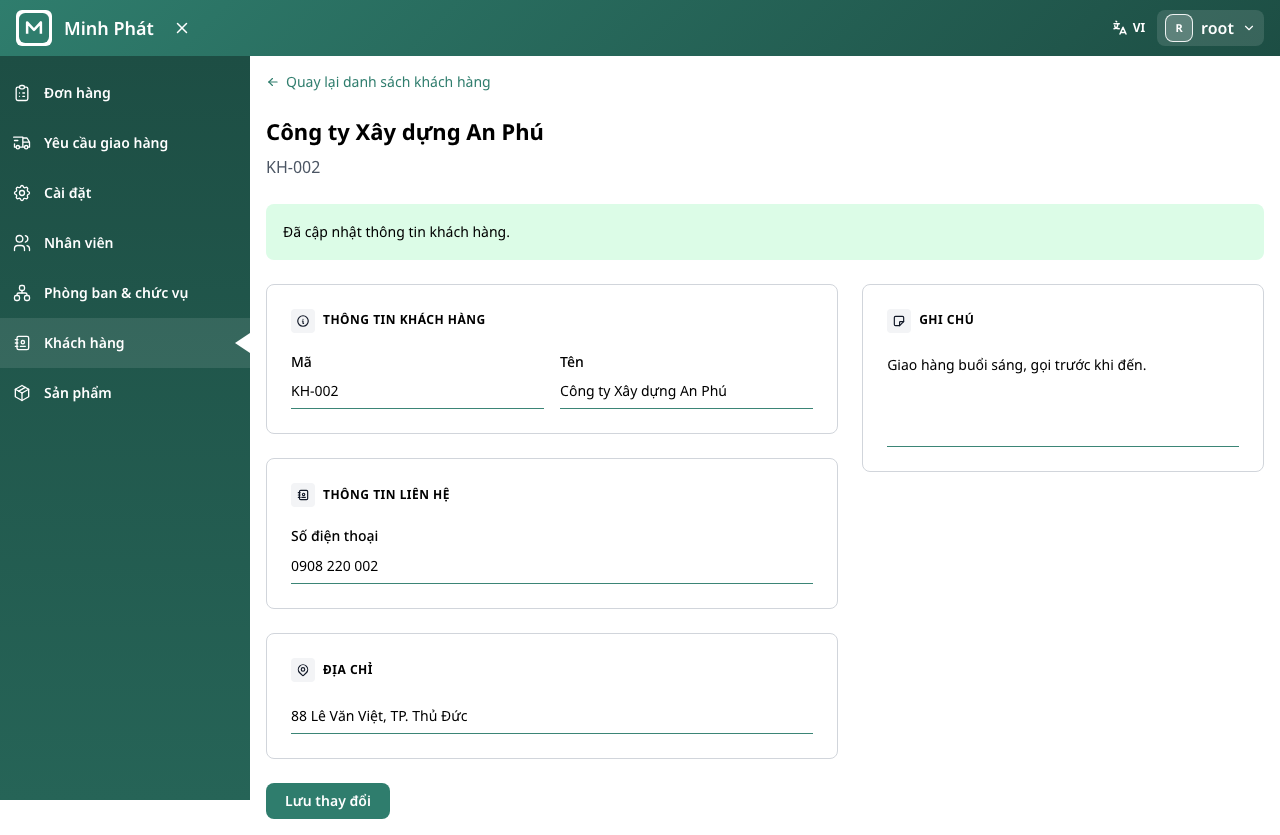 Minh Phát
VI
R
root
Đơn hàng
Yêu cầu giao hàng
Cài đặt
Nhân viên
Phòng ban & chức vụ
Khách hàng
Sản phẩm
Quay lại danh sách khách hàng
Công ty Xây dựng An Phú
KH-002
Đã cập nhật thông tin khách hàng.
THÔNG TIN KHÁCH HÀNG
Mã
Tên
KH-002
Công ty Xây dựng An Phú
THÔNG TIN LIÊN HỆ
Số điện thoại
0908 220 002
ĐỊA CHỈ
88 Lê Văn Việt, TP. Thủ Đức
GHI CHÚ
Giao hàng buổi sáng, gọi trước khi đến.
Lưu thay đổi